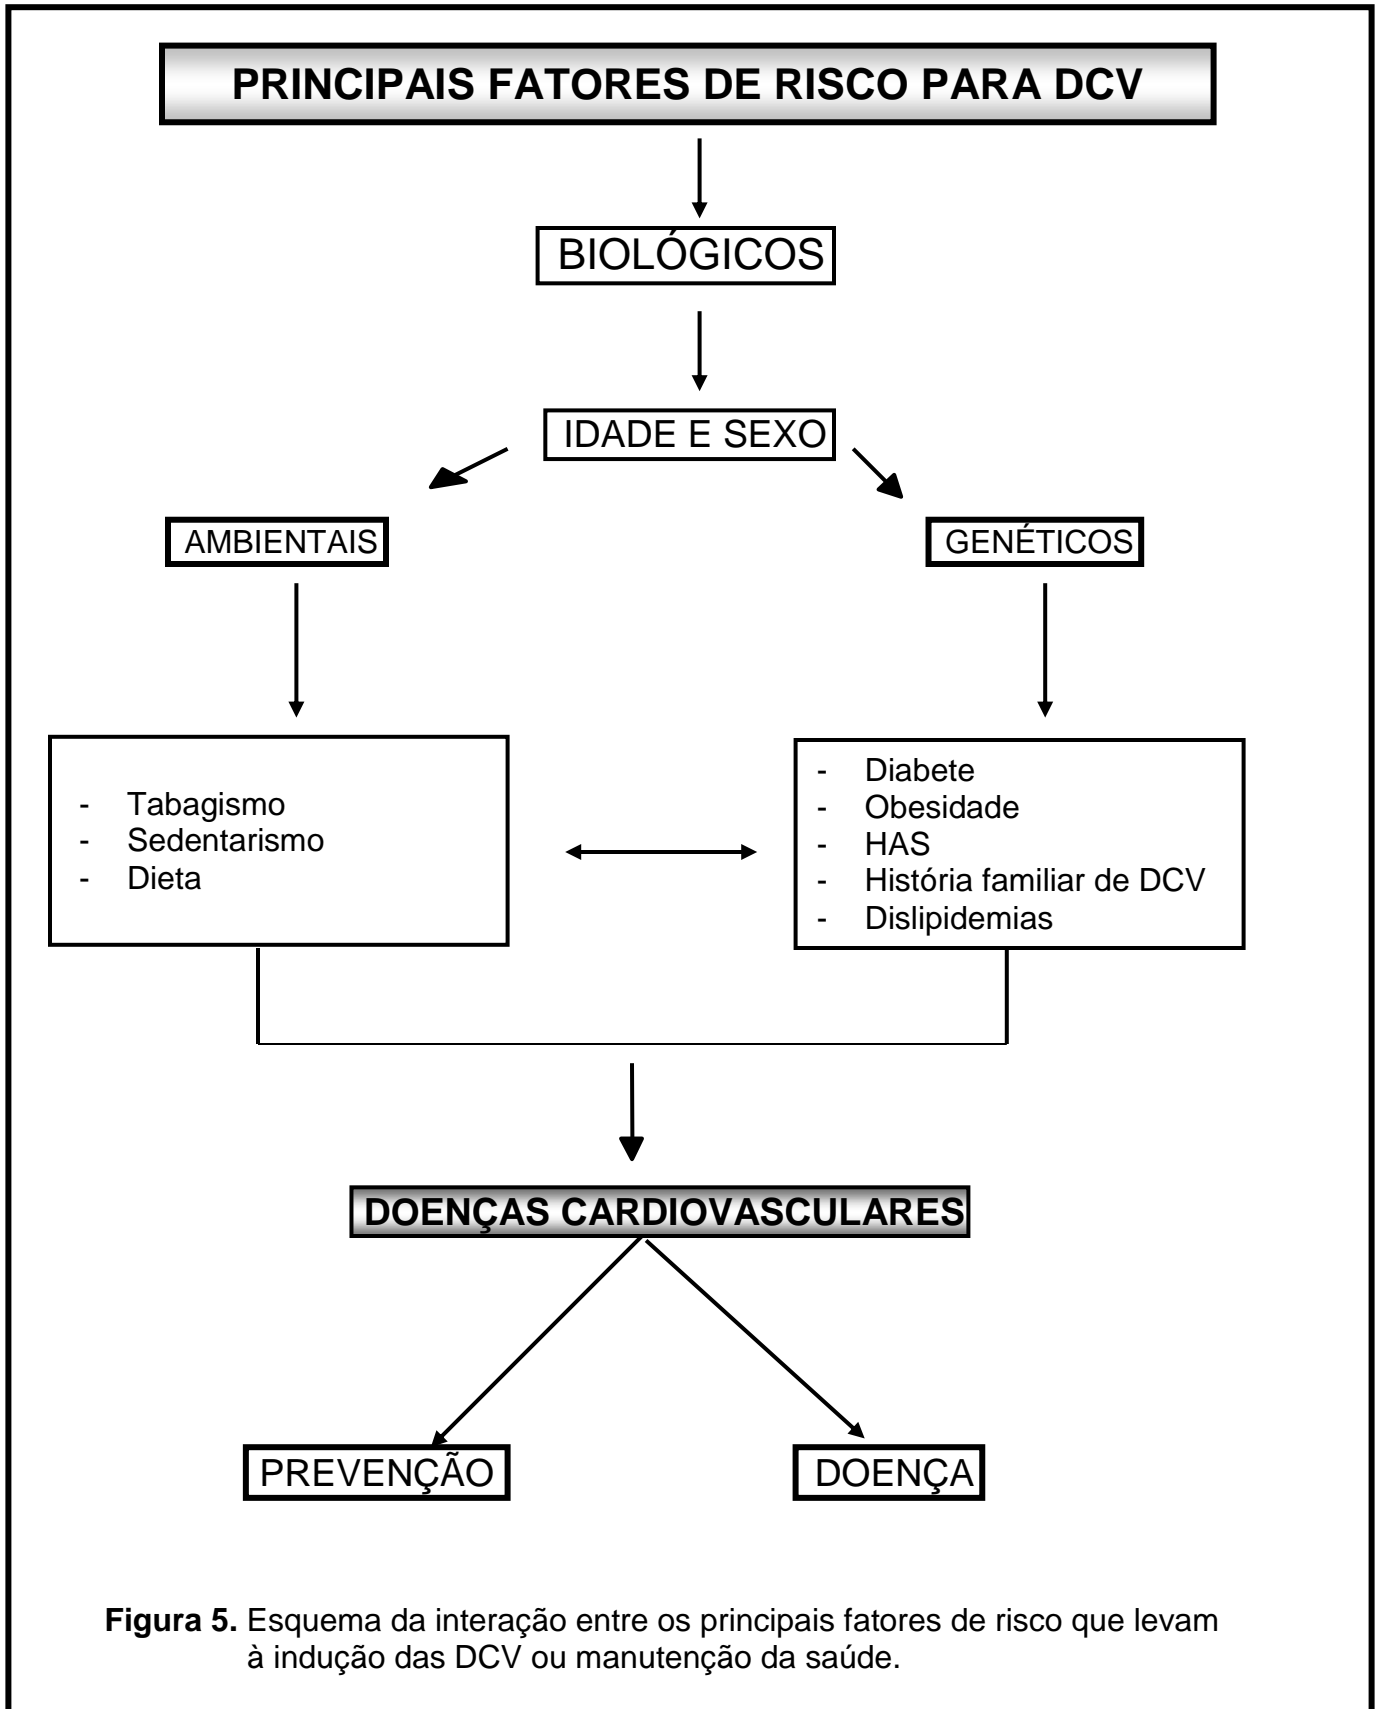 PRINCIPAIS FATORES DE RISCO PARA DCV
BIOLÓGICOS
IDADE E SEXO
AMBIENTAIS
GENÉTICOS
- Tabagismo
- Sedentarismo
- Dieta
- Diabete
- Obesidade
- HAS
- História familiar de DCV
- Dislipidemias
DOENÇAS CARDIOVASCULARES
PREVENÇÃO
DOENÇA
Figura 5. Esquema da interação entre os principais fatores de risco que levam
à indução das DCV ou manutenção da saúde.